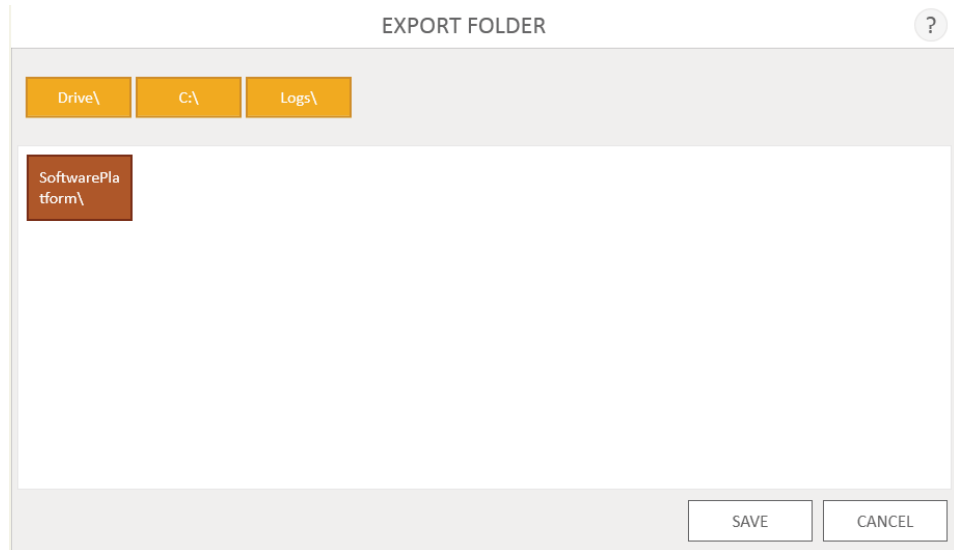 EXPORT FOLDER
?
Drive\
C:\
Logs\
SoftwarePla
tform\
SAVE
CANCEL